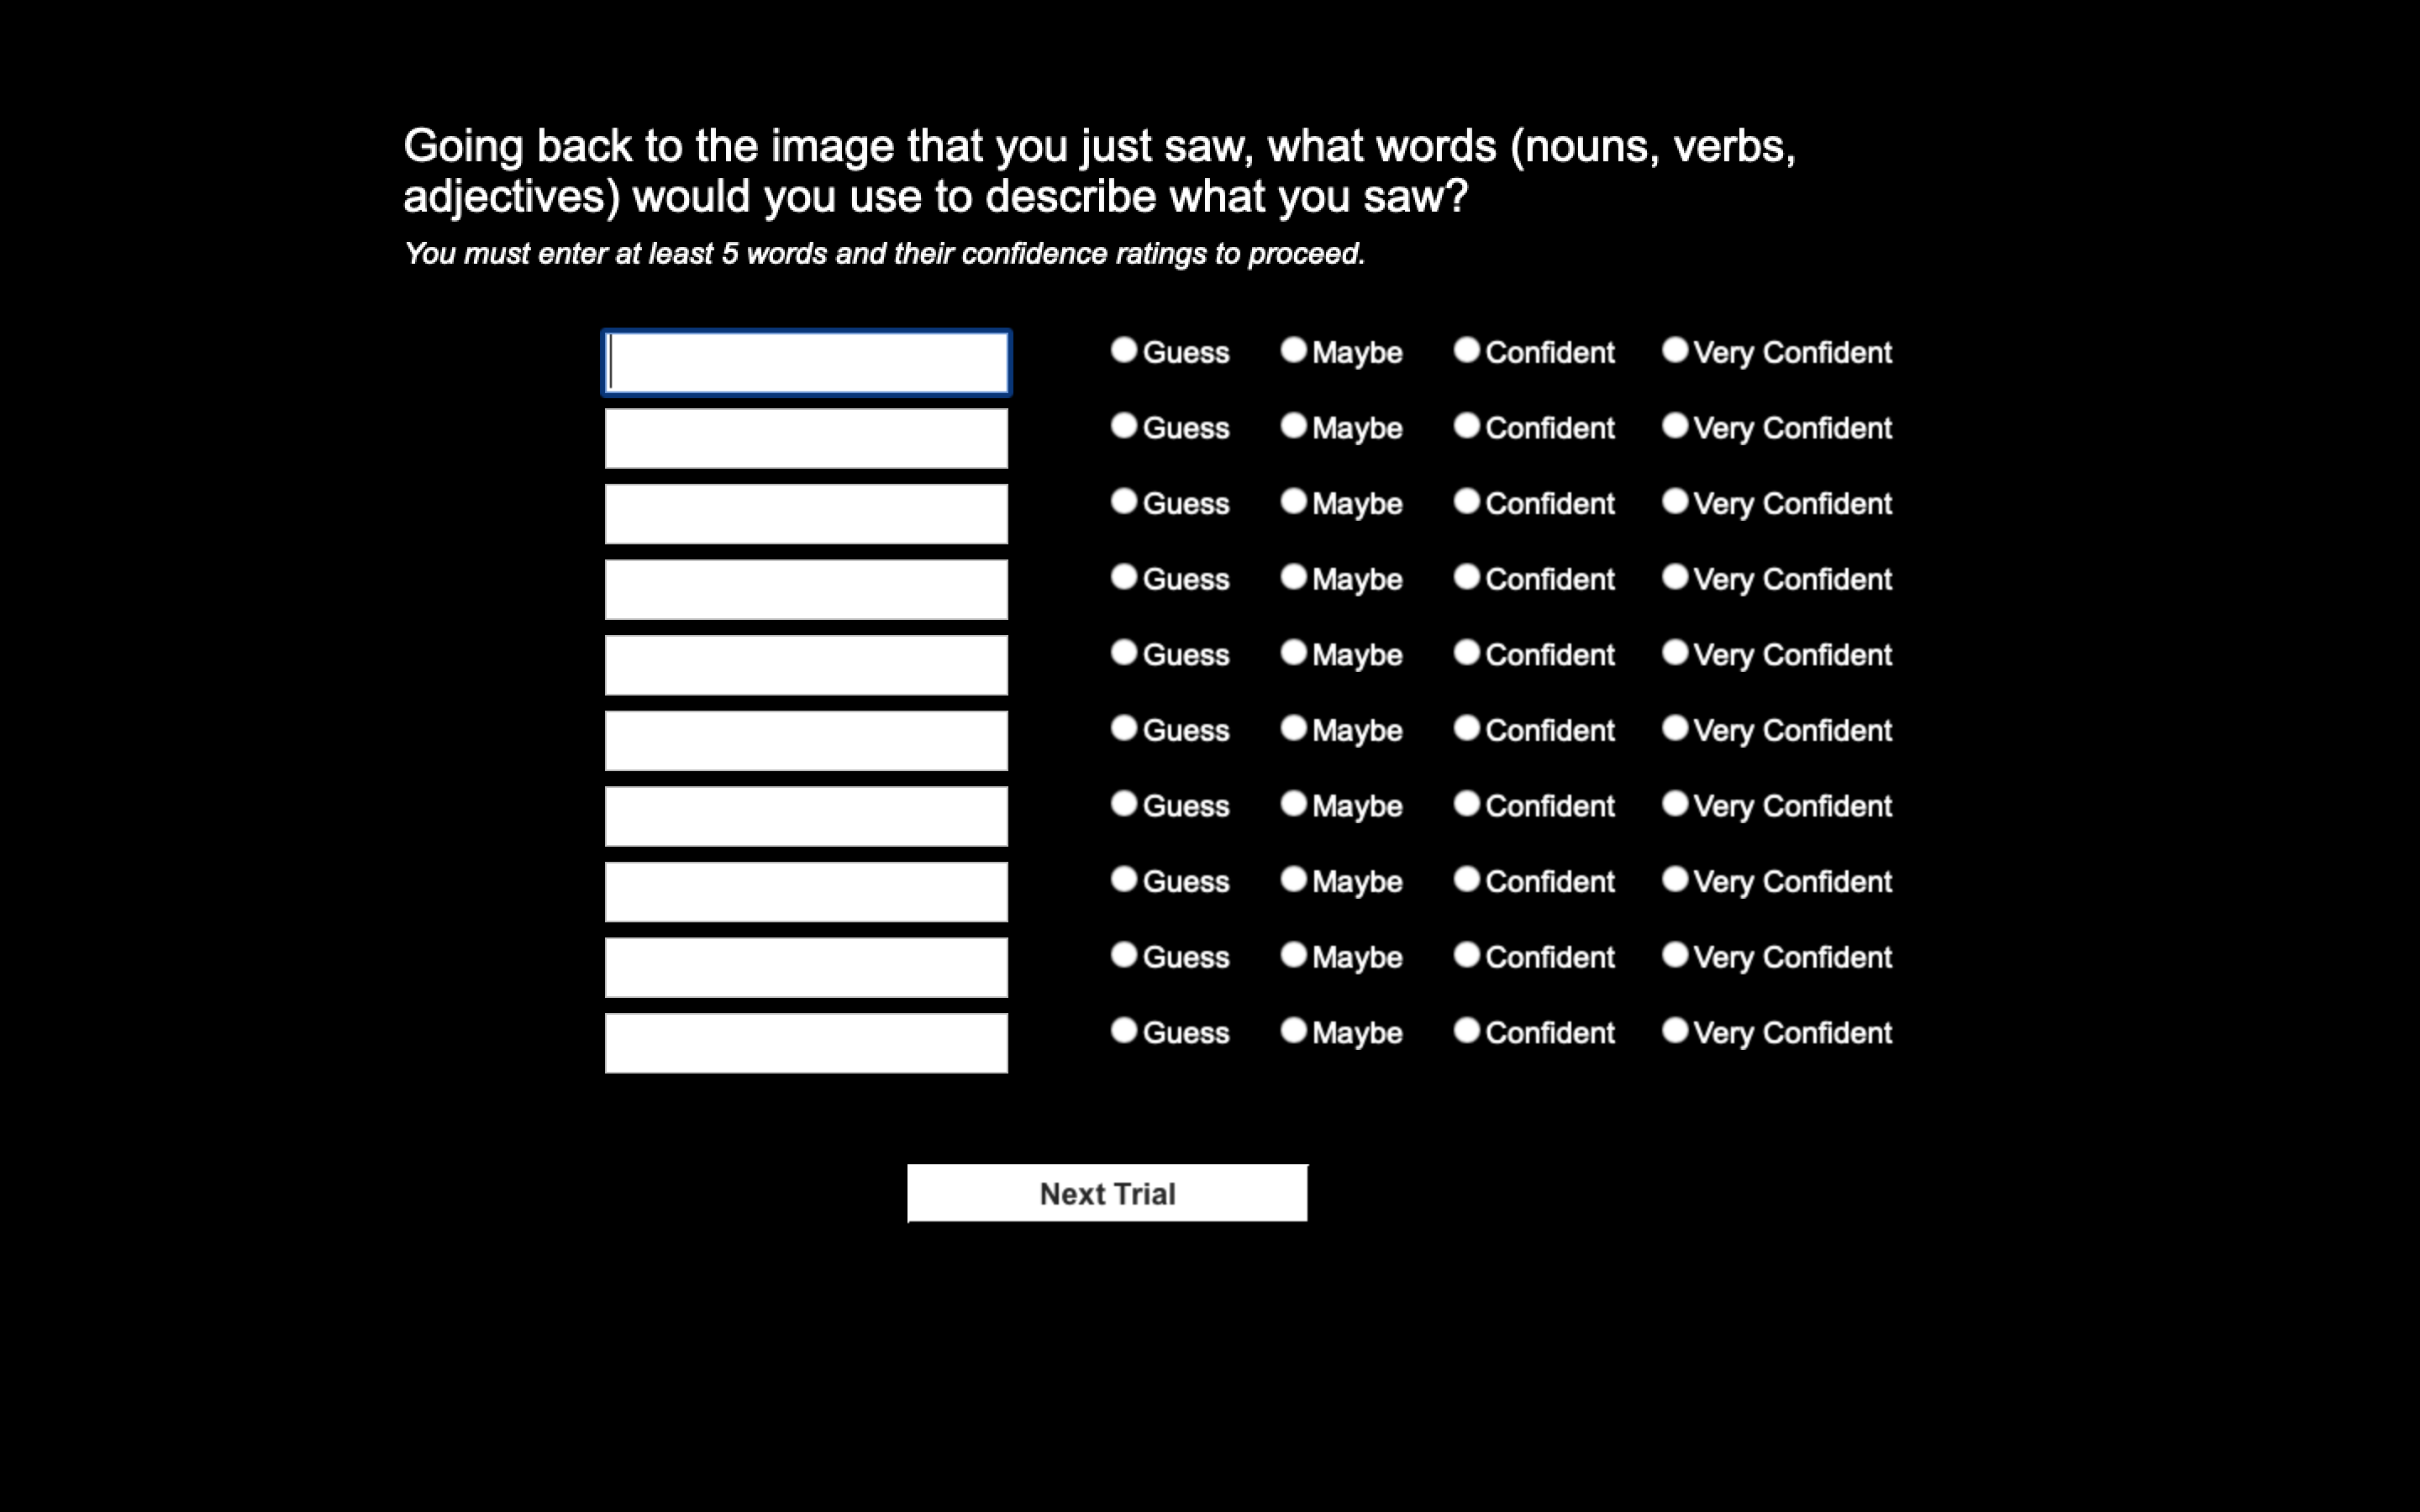 Going back to the image that you just saw, what words (nouns, verbs,
adjectives) would you use to describe what you saw?
You must enter at least 5 words and their confidence ratings to proceed.
Guess Maybe Confident Very Confident
Guess Maybe Confident Very Confident
Guess Maybe Confident Very Confident
Guess Maybe Confident Very Confident
Guess Maybe Confident Very Confident
Guess Maybe Confident Very Confident
Guess Maybe Confident Very Confident
Guess Maybe Confident Very Confident
Guess Maybe Confident Very Confident
Guess Maybe Confident Very Confident
Next Trial